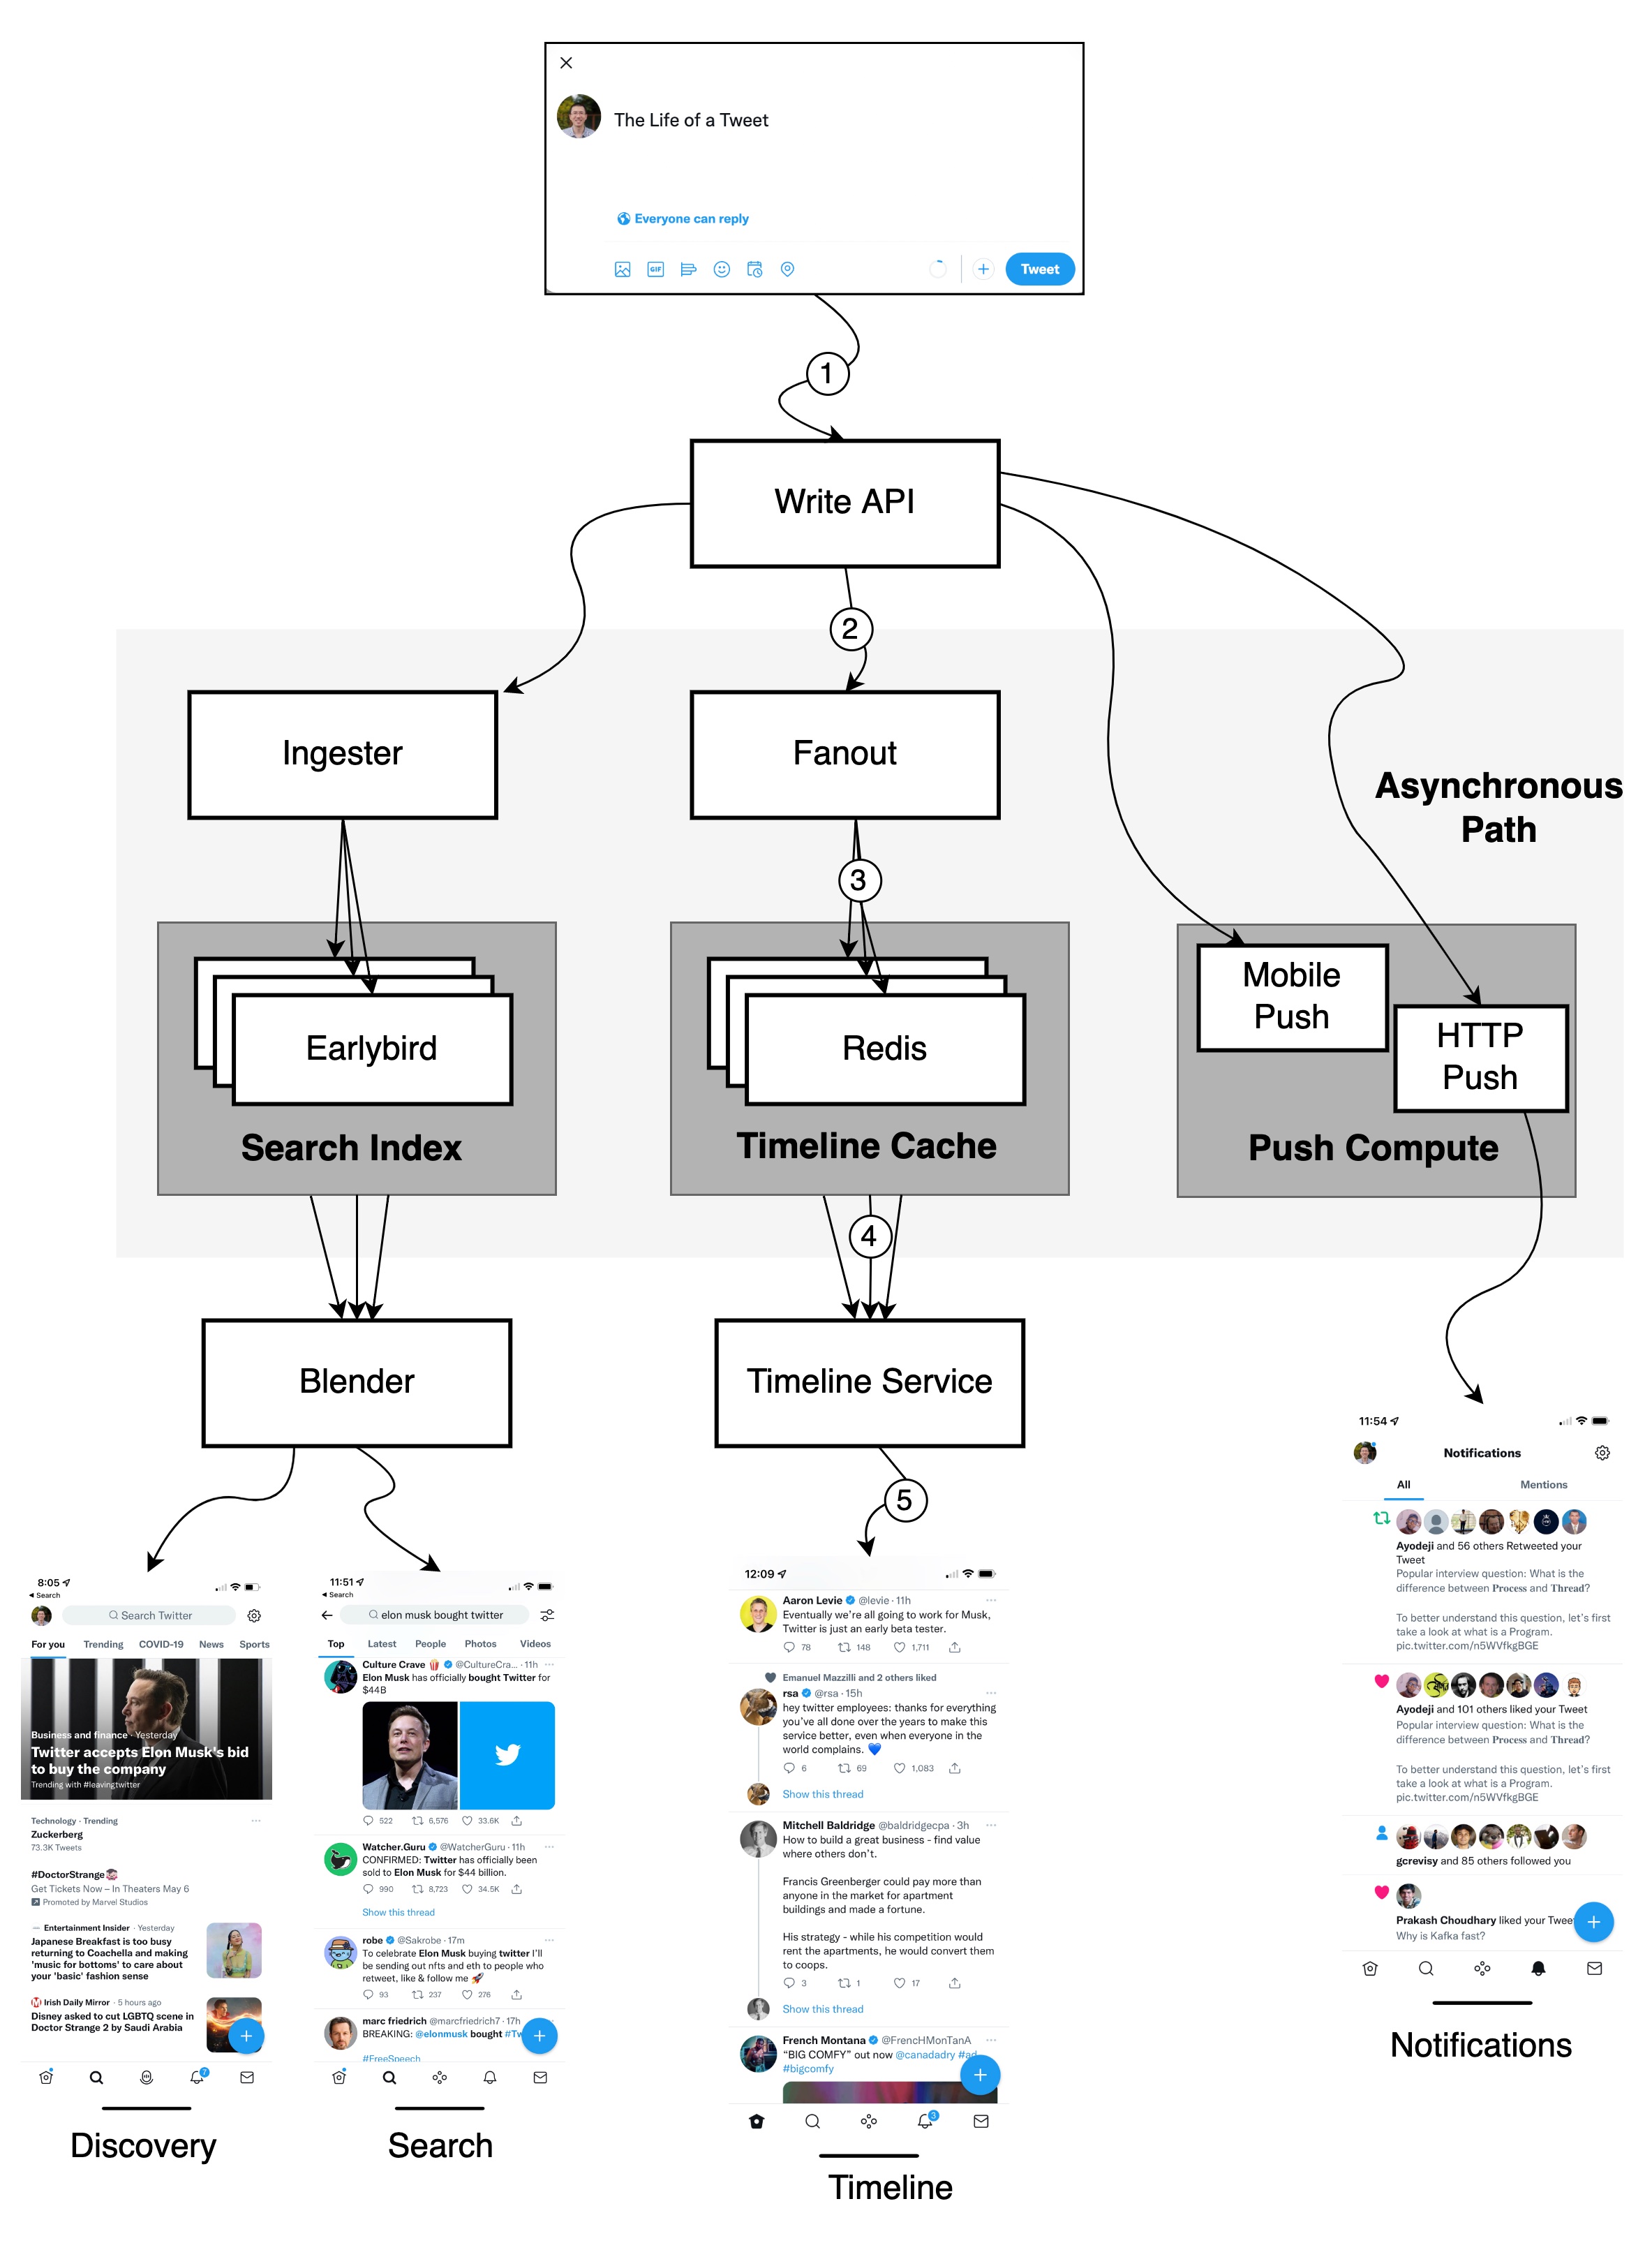 The Life of a Tweet
Everyone can reply
GIF
Tweet
1
Write API
2
Ingester
Fanout
Asynchronous
Path
3
Earlybird
Search Index
Redis
Timeline Cache
Mobile
Push
HTTP
Push
Push Compute
4
Blender
Timeline Service
5
8:05
Search
Search Twitter
For you Trending COVID-19 News Sports
Business and finance · Yesterday
Twitter accepts Elon Musk's bid
to buy the company
Trending with #leavingtwitter
Technology · Trending
Zuckerberg
73.3K Tweets
#DoctorStrange
Get Tickets Now – In Theaters May 6
Promoted by Marvel Studios
Entertainment Insider · Yesterday
Japanese Breakfast is too busy
returning to Coachella and making
'music for bottoms' to care about
your 'basic' fashion sense
Irish Daily Mirror · 5 hours ago
Disney asked to cut LGBTQ scene in
Doctor Strange 2 by Saudi Arabia
7
Discovery
11:51
Search
elon musk bought twitter
Top Latest People Photos Videos
Culture Crave 🍿 @CultureCra... · 11h
Elon Musk has officially bought Twitter for
$44B
522 6,576 33.6K
Watcher.Guru @WatcherGuru · 11h
CONFIRMED: Twitter has officially been
sold to Elon Musk for $44 billion.
990 8,723 34.5K
Show this thread
robe @Sakrobe · 17m
To celebrate Elon Musk buying twitter I'll
be sending out nfts and eth to people who
retweet, like & follow me 🚀
93 237 276
marc friedrich @marcfriedrich7 · 17h
BREAKING: @elonmusk bought #Tw
#FreeSpeech
Search
12:09
Aaron Levie @levie · 11h
Eventually we're all going to work for Musk,
Twitter is just an early beta tester.
78 148 1,711
Emanuel Mazzilli and 2 others liked
rsa @rsa · 15h
hey twitter employees: thanks for everything
you've all done over the years to make this
service better, even when everyone in the
world complains. 💙
6 69 1,083
Show this thread
Mitchell Baldridge @baldridgecpa · 3h
How to build a great business - find value
where others don't.
Francis Greenberger could pay more than
anyone in the market for apartment
buildings and made a fortune.
His strategy - while his competition would
rent the apartments, he would convert them
to coops.
3 1 17
Show this thread
French Montana @FrencHMonTanA
“BIG COMFY” out now @canadadry #ad
#bigcomfy
3
Timeline
11:54
Notifications
All Mentions
Ayodeji and 56 others Retweeted your
Tweet
Popular interview question: What is the
difference between Process and Thread?
To better understand this question, let's first
take a look at what is a Program.
pic.twitter.com/n5WVfkgBGE
Ayodeji and 101 others liked your Tweet
Popular interview question: What is the
difference between Process and Thread?
To better understand this question, let's first
take a look at what is a Program.
pic.twitter.com/n5WVfkgBGE
gcrevisy and 85 others followed you
Prakash Choudhary liked your Twee
Why is Kafka fast?
Notifications